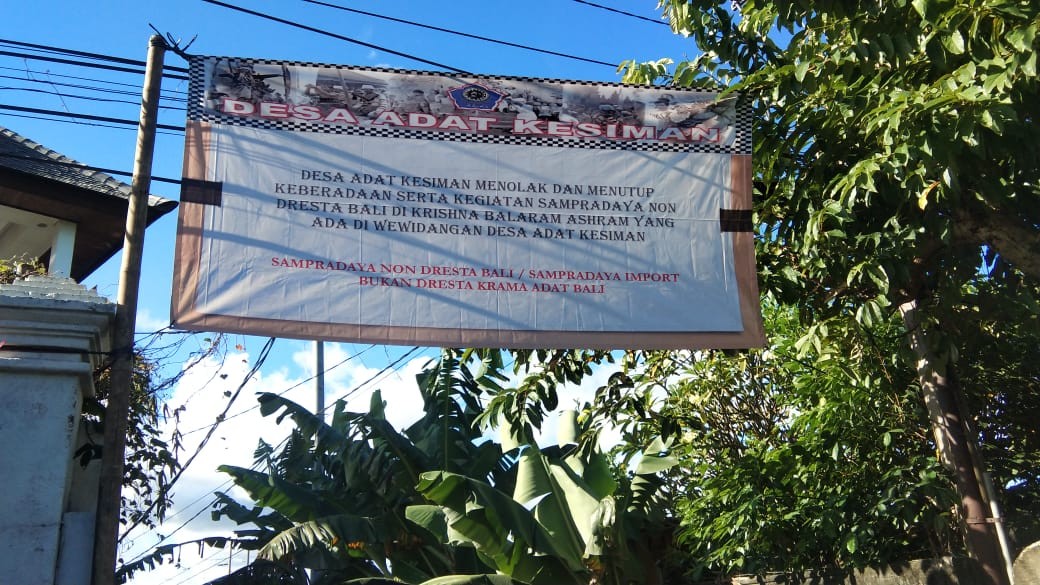 DESA ADAT KESIMAN
DESA ADAT KESIMAN MENOLAK DAN MENUTUP
KEBERADAAN SERTA KEGIATAN SAMPRADAYA NON
DRESTA BALI DI KRISHNA BALARAM ASHRAM YANG
ADA DI WEWIDANGAN DESA ADAT KESIMAN
SAMPRADAYA NON DRESTA BALI / SAMPRADAYA IMPORT
BUKAN DRESTA KRAMA ADAT BALI